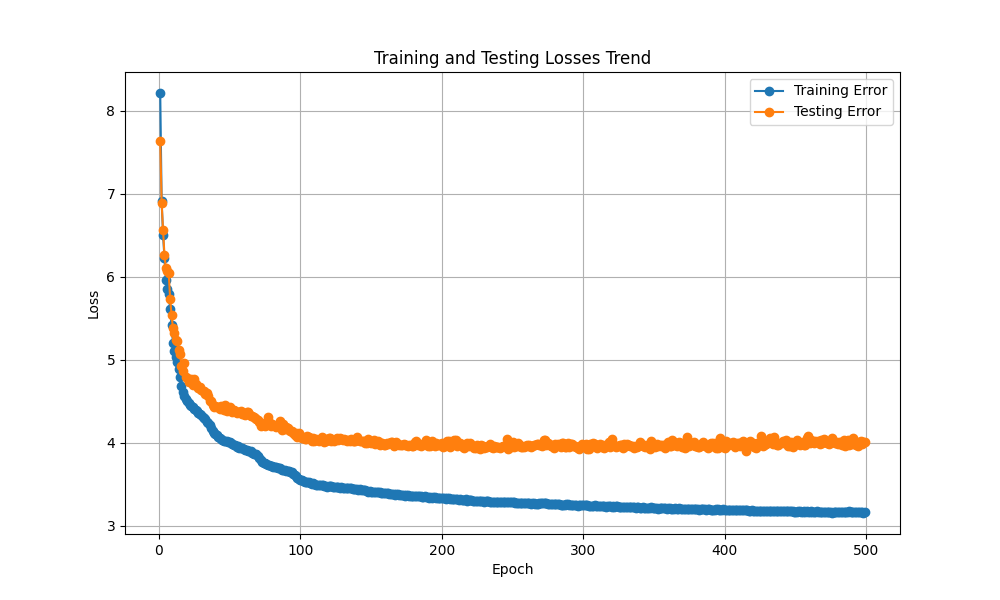 Training and Testing Losses Trend
Training Error
Testing Error
8
7
6
5
4
3
Loss
0 100 200 300 400 500
Epoch